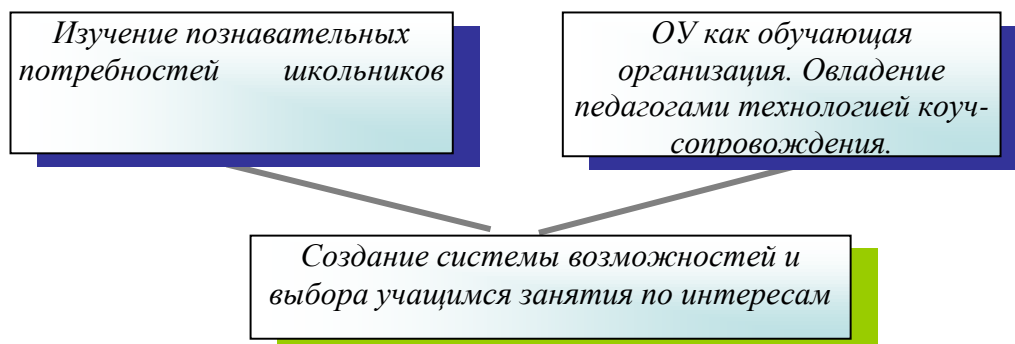 Изучение познавательных
потребностей школьников
ОУ как обучающая
организация. Овладение
педагогами технологией коуч-
сопровождения.
Создание системы возможностей и
выбора учащимся занятия по интересам